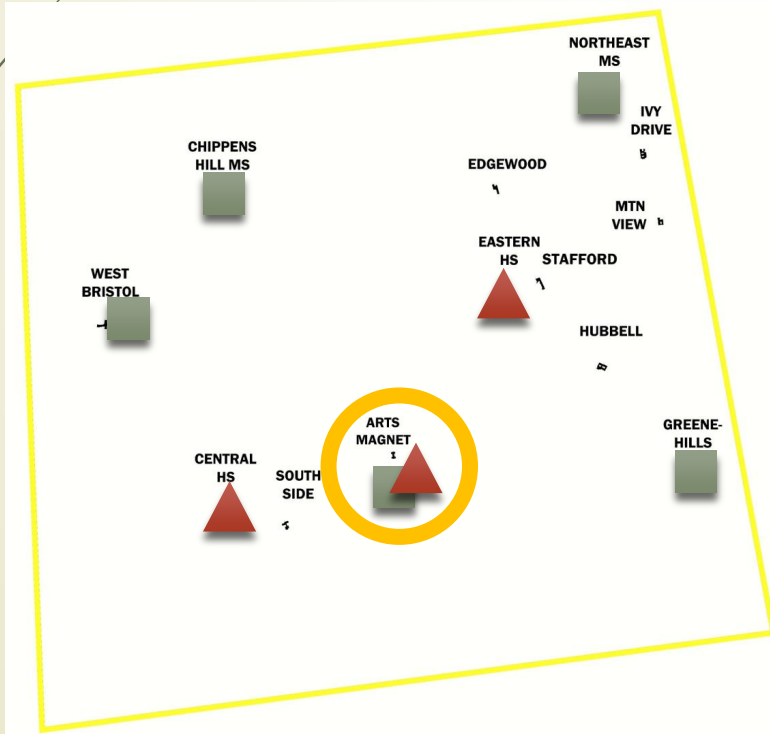 NORTHEAST
MS
IVY
DRIVE
CHIPPENS
HILL MS
EDGEWOOD
MTN
VIEW
EASTERN
HS
STAFFORD
WEST
BRISTOL
HUBBELL
ARTS
MAGNET
GREENE-
HILLS
CENTRAL
HS
SOUTH
SIDE